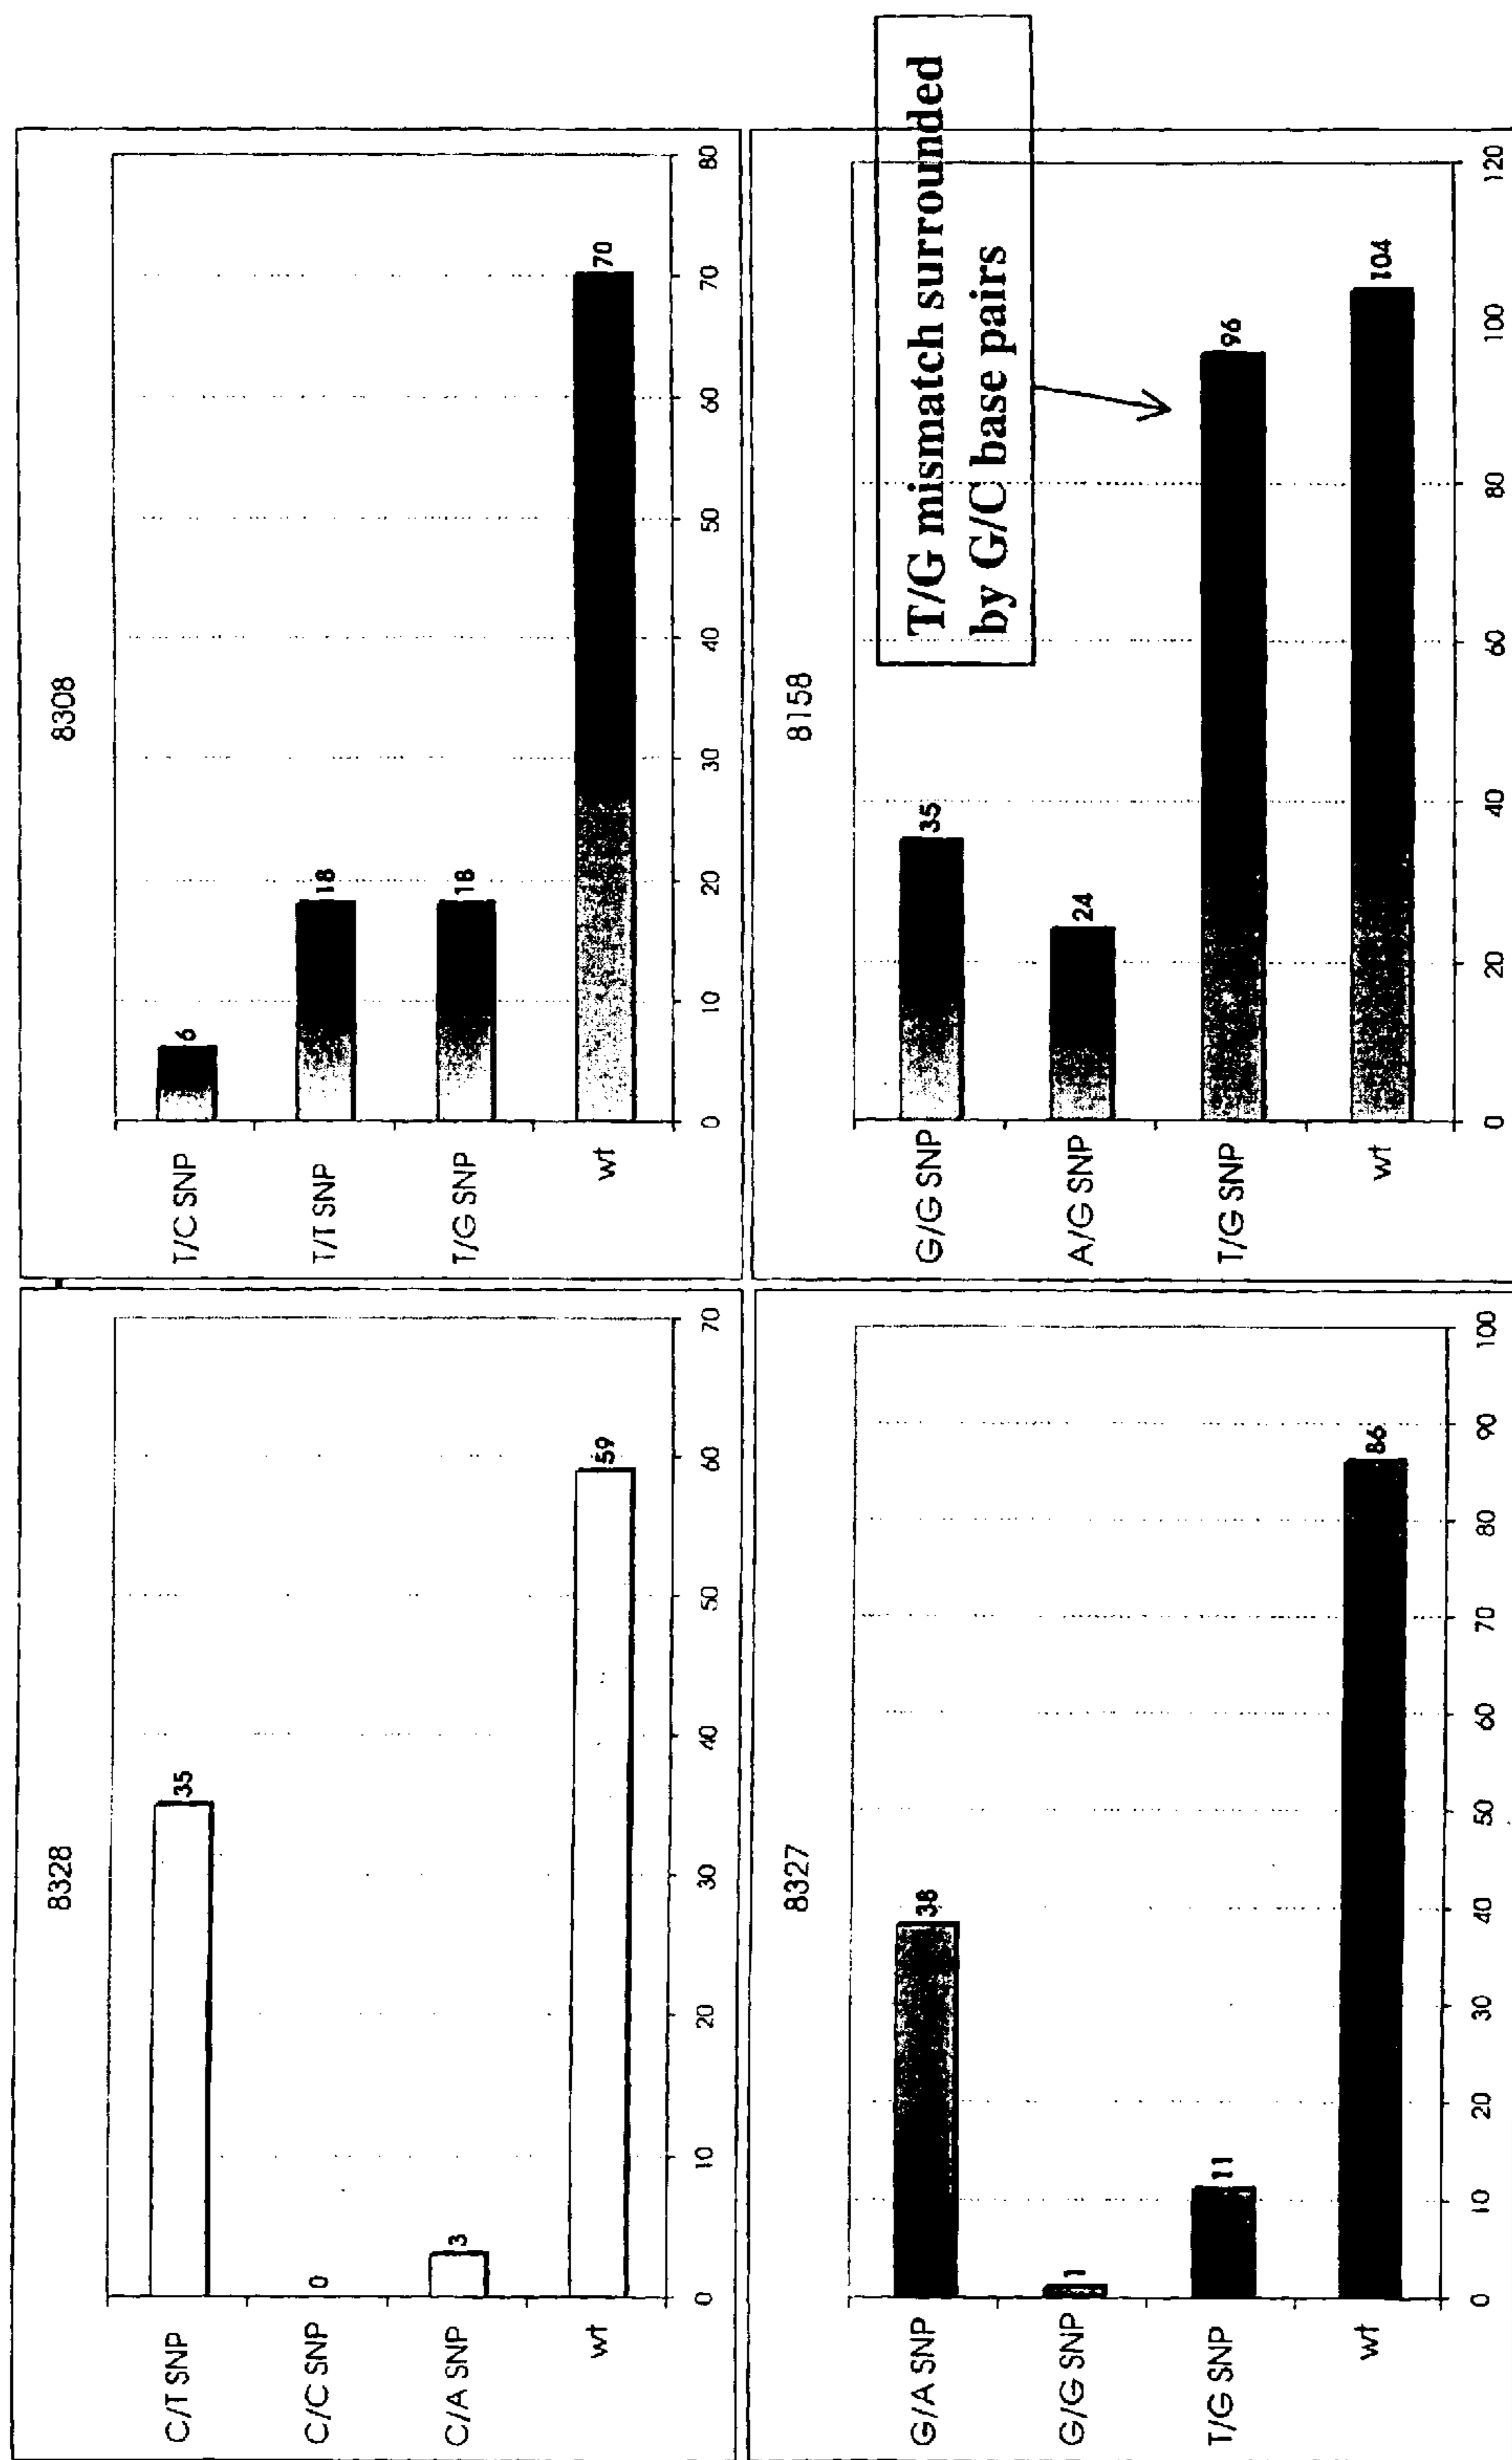 8328
C/T SNP
35
C/C SNP
0
C/A SNP
3
wt
59
0 10 20 30 40 50 60 70
8308
T/C SNP
6
T/T SNP
18
T/G SNP
18
wt
70
0 10 20 30 40 50 60 70 80
8327
G/A SNP
38
G/G SNP
1
T/G SNP
11
wt
86
0 10 20 30 40 50 60 70 80 90 100
8158
G/G SNP
35
A/G SNP
24
T/G SNP
96
wt
104
0 20 40 60 80 100 120
T/G mismatch surrounded
by G/C base pairs